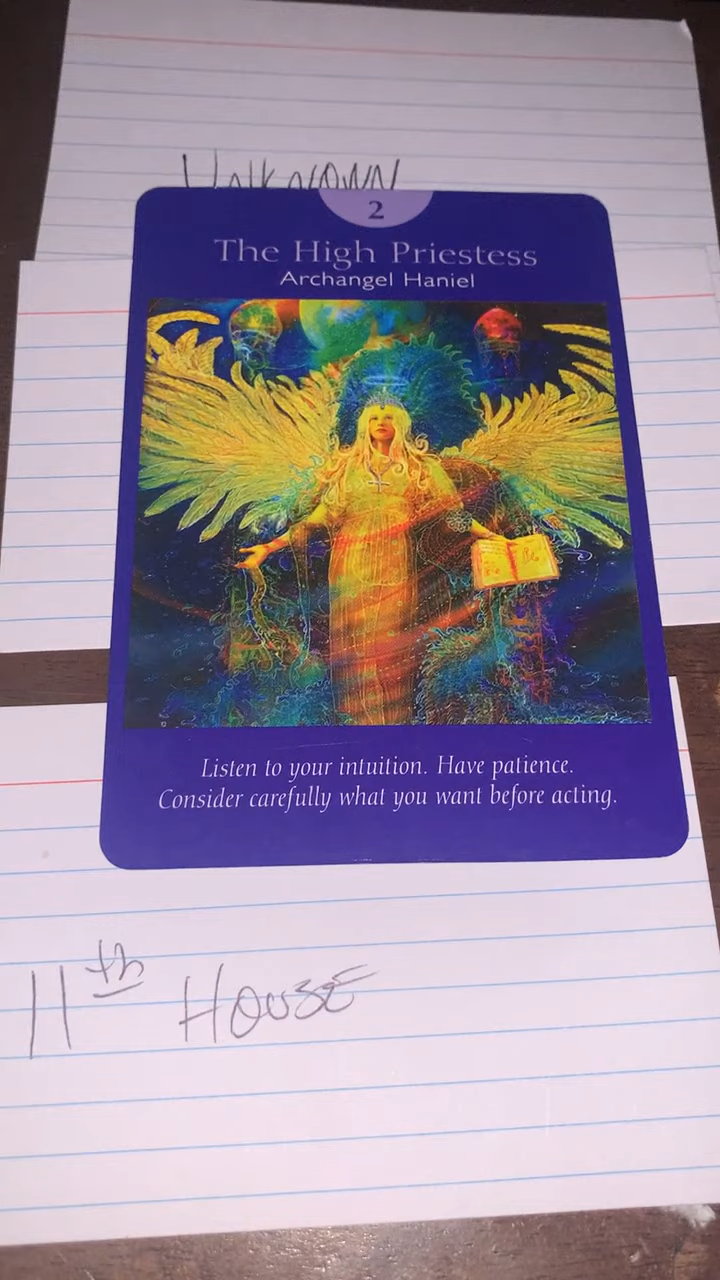 UNKNOWN
2
The High Priestess
Archangel Haniel
Listen to your intuition. Have patience.
Consider carefully what you want before acting.
11th House